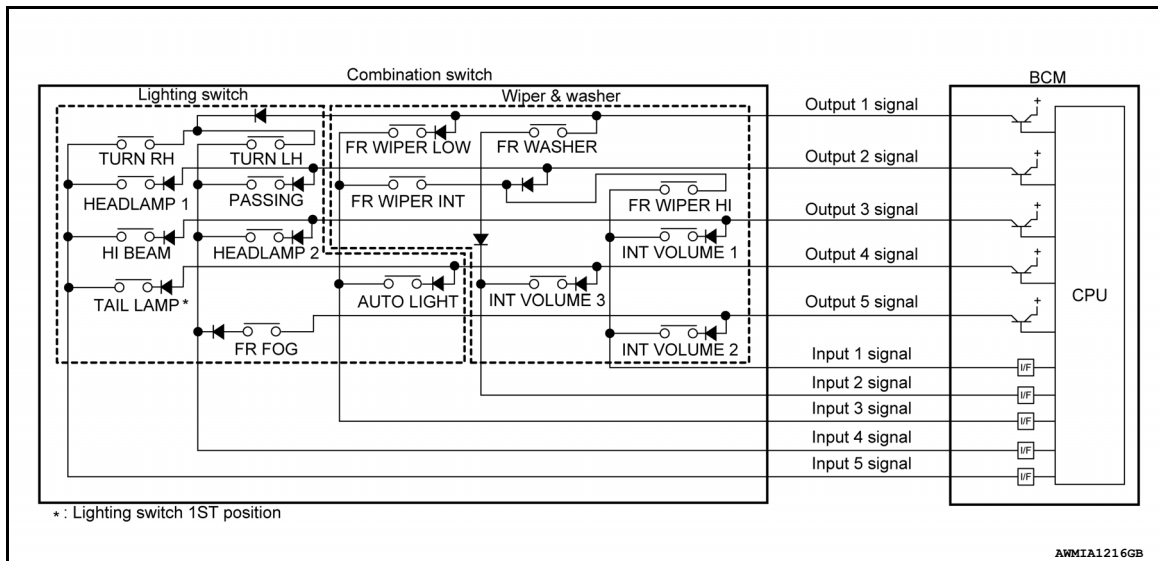 Combination switch
BCM
Lighting switch
Wiper & washer
Output 1 signal
+
TURN RH
TURN LH
FR WIPER LOW
FR WASHER
Output 2 signal
+
HEADLAMP 1
PASSING
FR WIPER INT
FR WIPER HI
Output 3 signal
+
HI BEAM
HEADLAMP 2
INT VOLUME 1
Output 4 signal
+
TAIL LAMP *
AUTO LIGHT
INT VOLUME 3
CPU
Output 5 signal
+
FR FOG
INT VOLUME 2
Input 1 signal
I/F
Input 2 signal
I/F
Input 3 signal
I/F
Input 4 signal
I/F
Input 5 signal
I/F
* : Lighting switch 1ST position
AWMIA1216GB